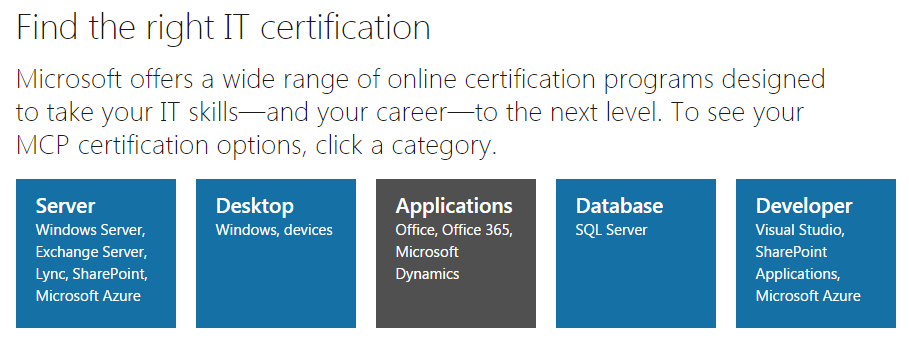 Find the right IT certification
Microsoft offers a wide range of online certification programs designed
to take your IT skills—and your career—to the next level. To see your
MCP certification options, click a category.
Server
Windows Server,
Exchange Server,
Lync, SharePoint,
Microsoft Azure
Desktop
Windows, devices
Applications
Office, Office 365,
Microsoft
Dynamics
Database
SQL Server
Developer
Visual Studio,
SharePoint
Applications,
Microsoft Azure